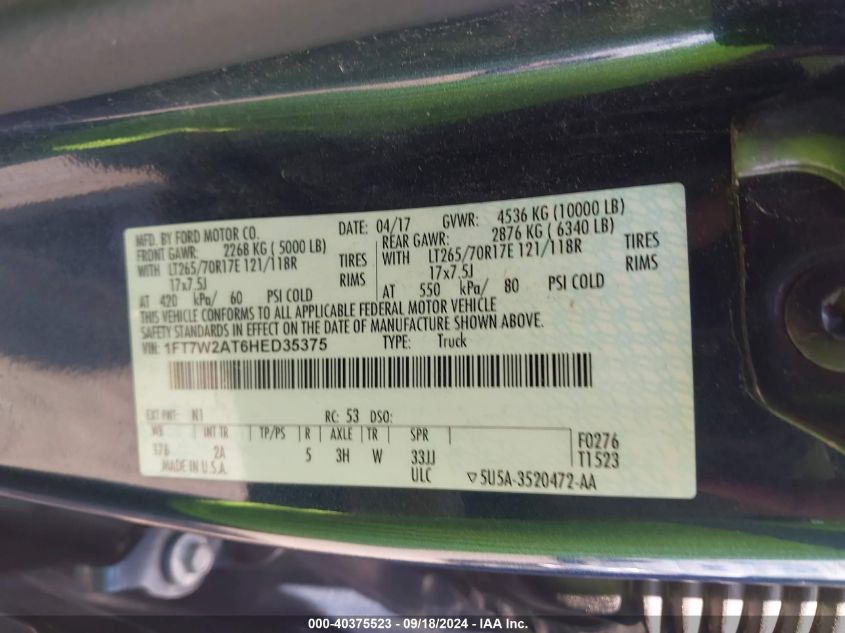 MFD. BY FORD MOTOR CO. DATE: 04/17 GVWR: 4536 KG (10000 LB)
FRONT GAWR: 2268 KG ( 5000 LB) REAR GAWR: 2876 KG ( 6340 LB)
WITH LT265/70R17E 121/118R TIRES WITH LT265/70R17E 121/118R TIRES
17x7.5J RIMS 17x7.5J RIMS
AT 420 kPa/ 60 PSI COLD AT 550 kPa/ 80 PSI COLD
THIS VEHICLE CONFORMS TO ALL APPLICABLE FEDERAL MOTOR VEHICLE
SAFETY STANDARDS IN EFFECT ON THE DATE OF MANUFACTURE SHOWN ABOVE.
VIN: 1FT7W2AT6HED35375 TYPE: Truck
EXT PNT: N1 RC: 53 DSO:
WB INT TR TP/PS R AXLE TR SPR
176 2A 5 3H W 33JJ
F0276
T1523
MADE IN U.S.A. ULC ▽5U5A-3520472-AA
000-40375523 - 09/18/2024 - IAA Inc.